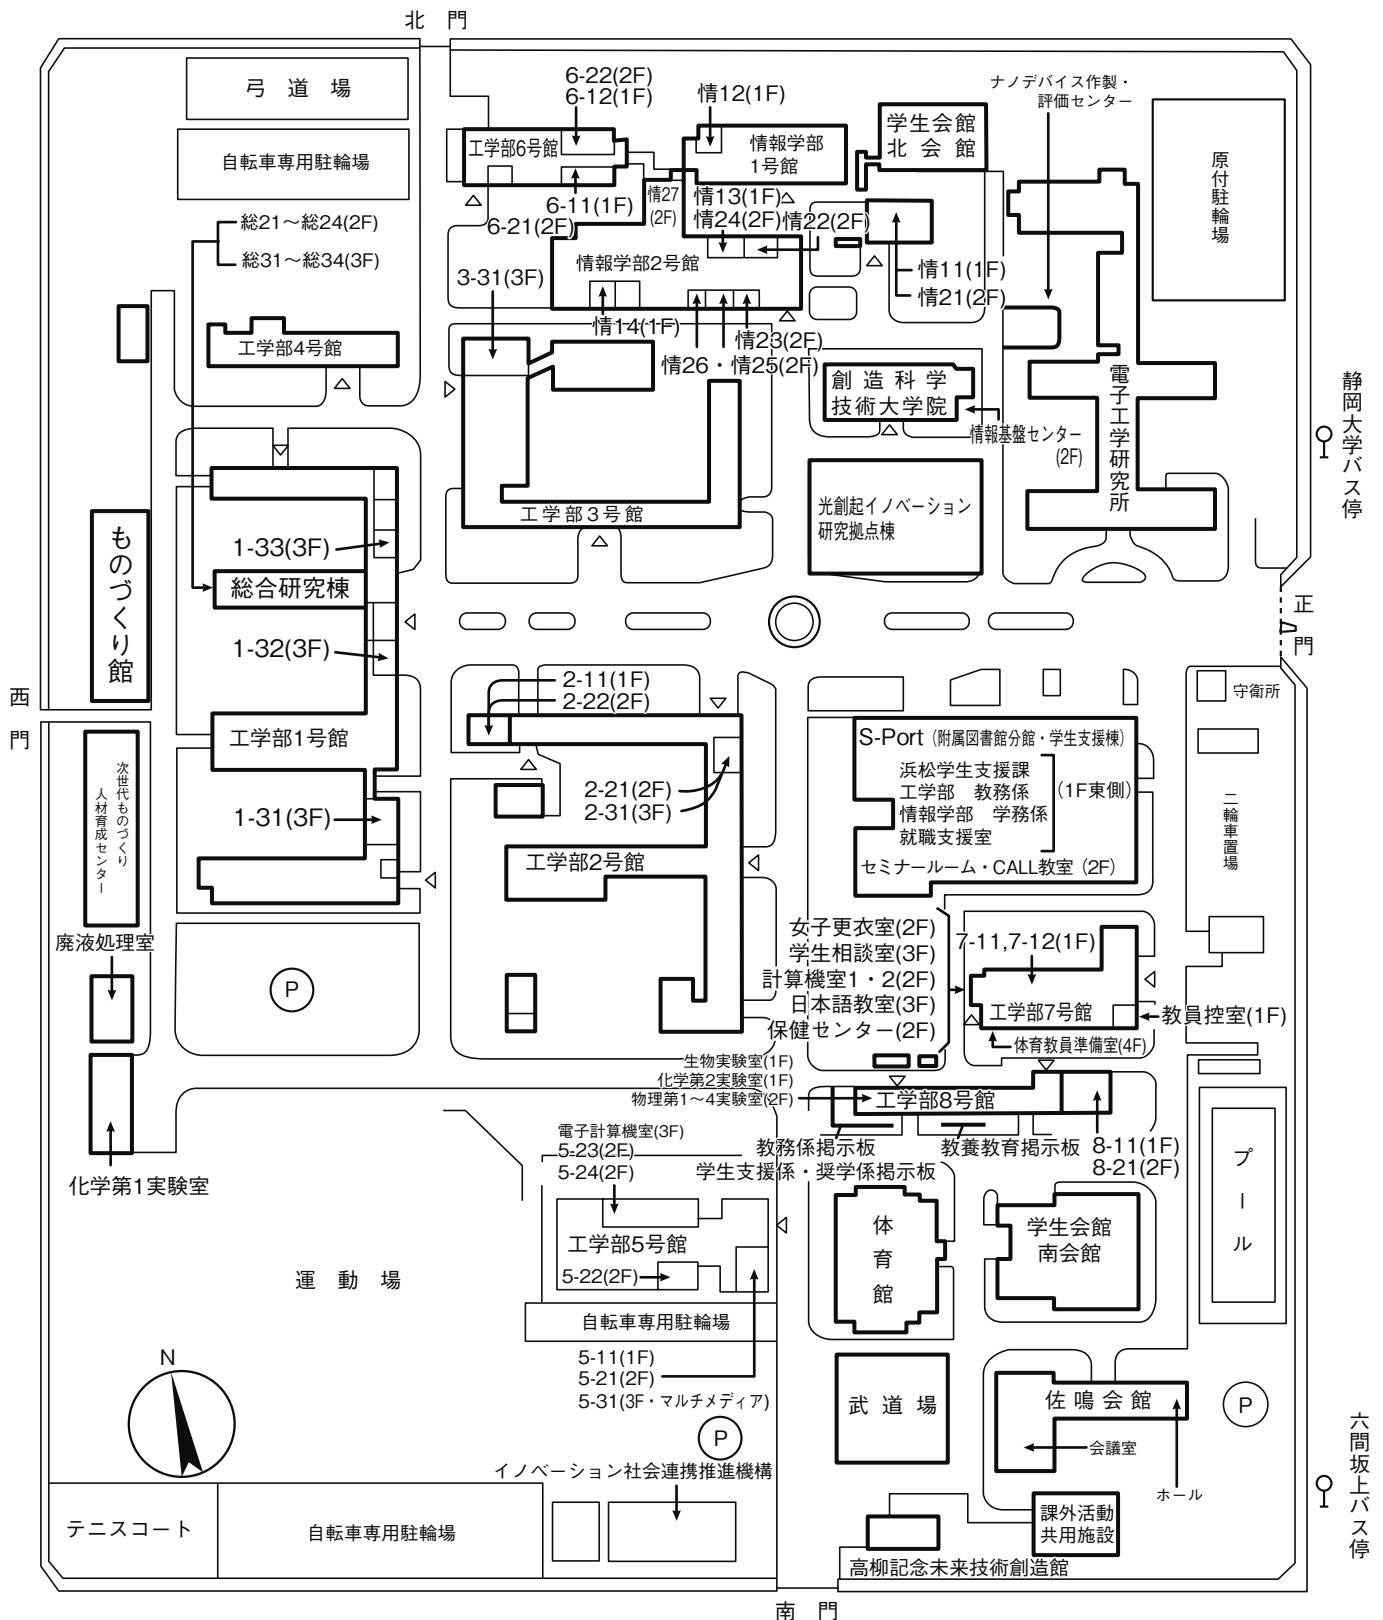 北門
弓道場
自転車専用駐輪場
6-22(2F)
6-12(1F)
工学部6号館
6-11(1F)
6-21(2F)
情12(1F)
情報学部
1号館
情27
(2F)
情13(1F)
情24(2F)
情22(2F)
情報学部2号館
情14(1F)
情23(2F)
情26・情25(2F)
学生会館
北会館
情11(1F)
情21(2F)
ナノデバイス作製・
評価センター
原付駐輪場
総21～総24(2F)
総31～総34(3F)
工学部4号館
3-31(3F)
工学部3号館
創造科学
技術大学院
情報基盤センター
(2F)
電子工学研究所
静岡大学バス停
光創起イノベーション
研究拠点棟
ものづくり館
1-33(3F)
総合研究棟
1-32(3F)
工学部1号館
1-31(3F)
正門
西門
守衛所
次世代ものづくり
人材育成センター
2-11(1F)
2-22(2F)
2-21(2F)
2-31(3F)
工学部2号館
S-Port（附属図書館分館・学生支援棟）
浜松学生支援課
工学部　教務係
情報学部　学務係
就職支援室
(1F東側)
セミナールーム・CALL教室（2F）
二輪車置場
廃液処理室
P
女子更衣室(2F)
学生相談室(3F)
計算機室1・2(2F)
日本語教室(3F)
保健センター(2F)
7-11,7-12(1F)
工学部7号館
教員控室(1F)
体育教員準備室(4F)
生物実験室(1F)
化学第2実験室(1F)
物理第1～4実験室(2F)
工学部8号館
教務係掲示板
教養教育掲示板
学生支援係・奨学係掲示板
8-11(1F)
8-21(2F)
化学第1実験室
電子計算機室(3F)
5-23(2F)
5-24(2F)
工学部5号館
5-22(2F)
自転車専用駐輪場
5-11(1F)
5-21(2F)
5-31(3F・マルチメディア)
運動場
体育館
学生会館
南会館
プール
N
武道場
佐鳴会館
会議室
ホール
P
P
六間坂上バス停
イノベーション社会連携推進機構
テニスコート
自転車専用駐輪場
課外活動
共用施設
高柳記念未来技術創造館
南門